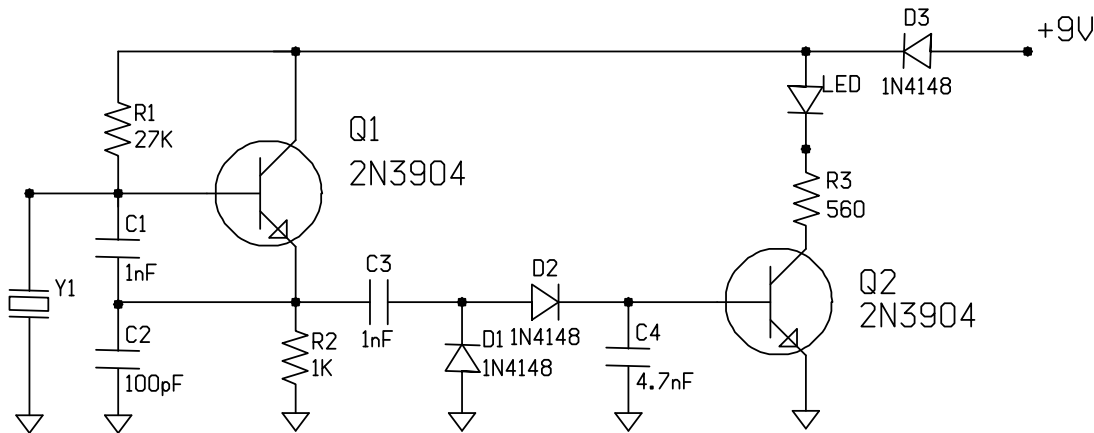 D3
+9V
LED
1N4148
R1
27K
Q1
2N3904
R3
560
C1
1nF
Y1
C3
1nF
D2
1N4148
Q2
2N3904
C2
100pF
R2
1K
D1
1N4148
C4
4.7nF